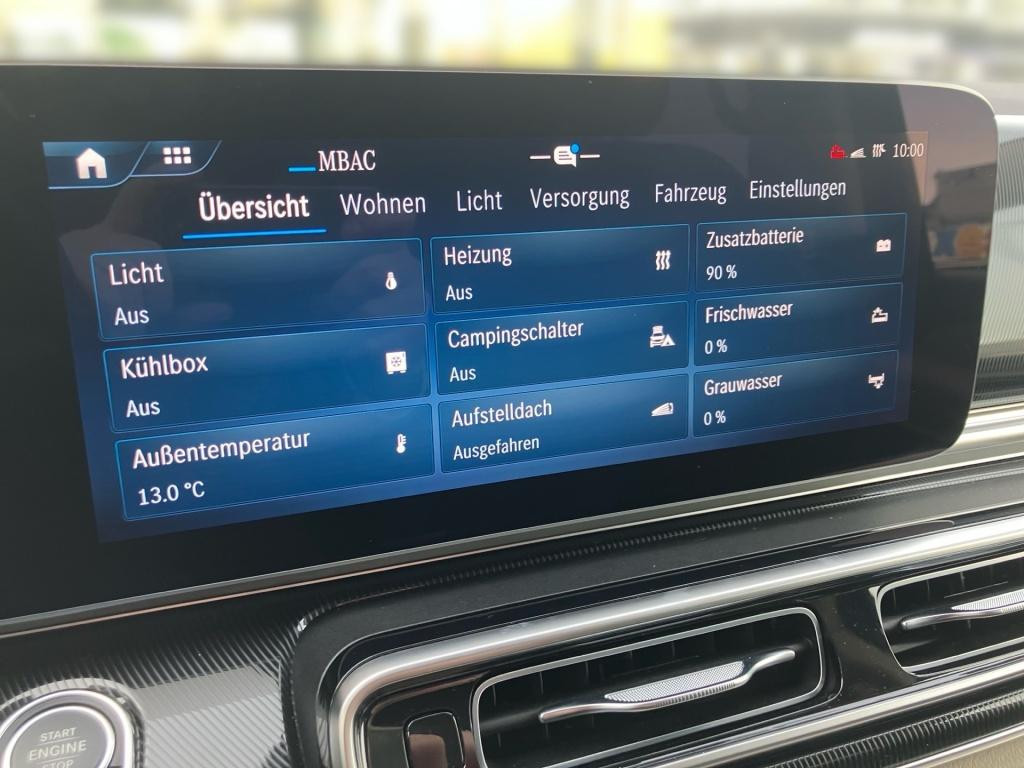 MBAC
10:00
Übersicht Wohnen Licht Versorgung Fahrzeug Einstellungen
Licht
Aus
Heizung
Aus
Zusatzbatterie
90 %
Kühlbox
Aus
Campingschalter
Aus
Frischwasser
0 %
Außentemperatur
13.0 °C
Aufstelldach
Ausgefahren
Grauwasser
0 %
START
ENGINE
STOP